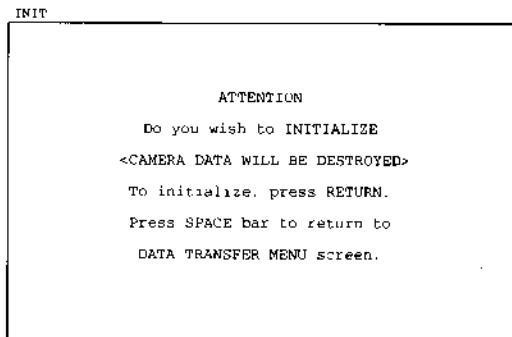 INIT
ATTENTION
Do you wish to INITIALIZE
<CAMERA DATA WILL BE DESTROYED>
To initialize, press RETURN.
Press SPACE bar to return to
DATA TRANSFER MENU screen.